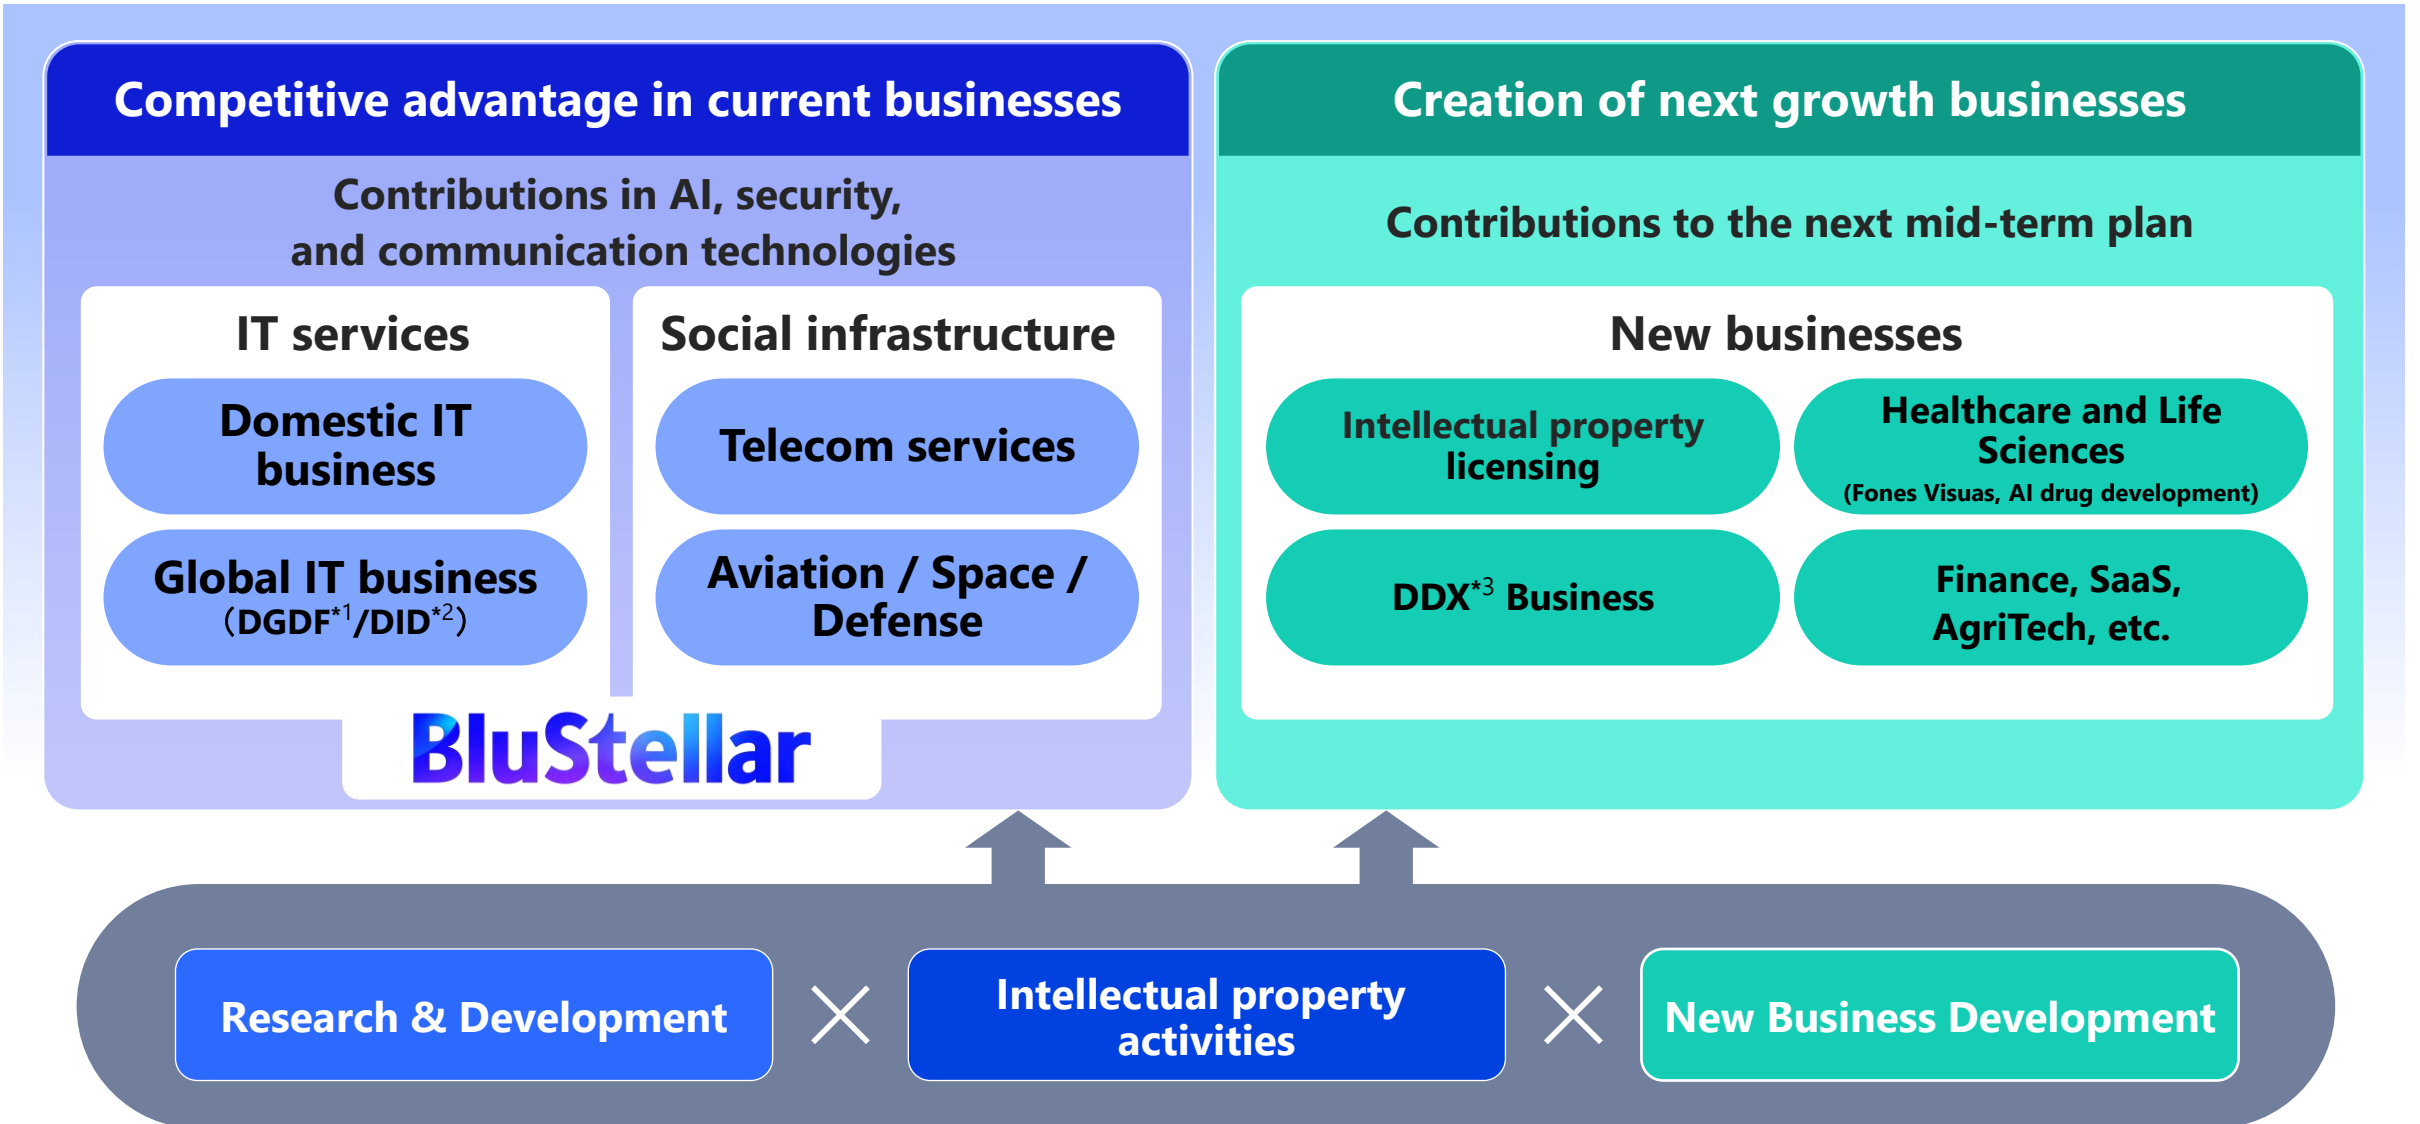 Competitive advantage in current businesses
Contributions in AI, security,
and communication technologies
IT services
Domestic IT
business
Global IT business
(DGDF*1/DID*2)
Social infrastructure
Telecom services
Aviation / Space /
Defense
BluStellar
Creation of next growth businesses
Contributions to the next mid-term plan
New businesses
Intellectual property
licensing
Healthcare and Life
Sciences
(Fones Visuas, AI drug development)
DDX*3 Business
Finance, SaaS,
AgriTech, etc.
Research & Development
×
Intellectual property
activities
×
New Business Development